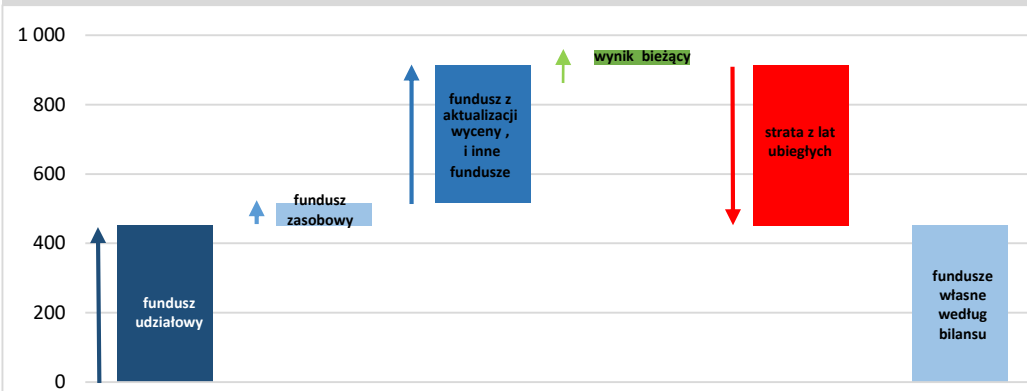 1 000
800
600
400
200
0
fundusz
udziałowy
fundusz
zasobowy
fundusz z
aktualizacji
wyceny ,
i inne
fundusze
wynik bieżący
strata z lat
ubiegłych
fundusze
własne
według
bilansu